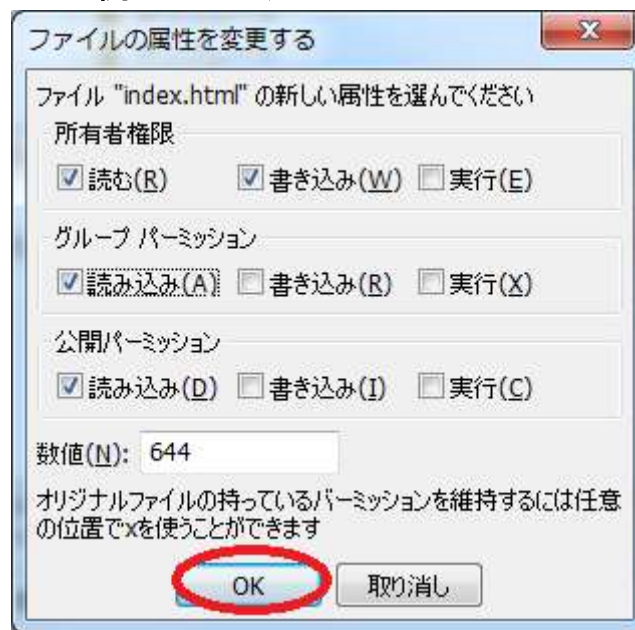 ファイルの属性を変更する
ファイル "index.html" の新しい属性を選んでください
所有者権限
読む(R) 書き込み(W) 実行(E)
グループ パーミッション
読み込み(A) 書き込み(R) 実行(X)
公開パーミッション
読み込み(D) 書き込み(I) 実行(C)
数値(N): 644
オリジナルファイルの持っているパーミッションを維持するには任意
の位置でxを使うことができます
OK 取り消し